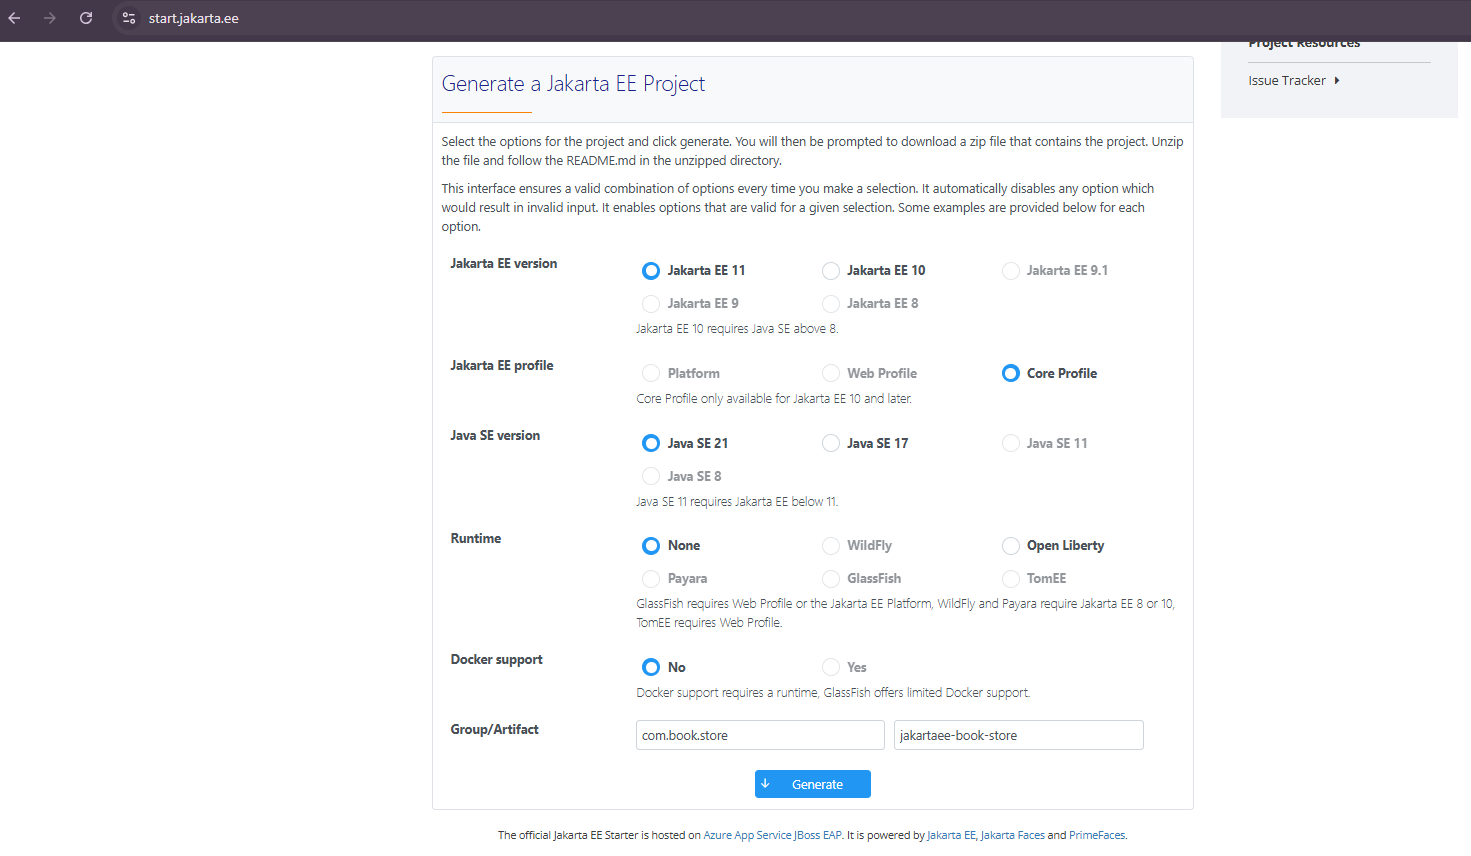 start.jakarta.ee
Project Resources
Issue Tracker
Generate a Jakarta EE Project
Select the options for the project and click generate. You will then be prompted to download a zip file that contains the project. Unzip
the file and follow the README.md in the unzipped directory.
This interface ensures a valid combination of options every time you make a selection. It automatically disables any option which
would result in invalid input. It enables options that are valid for a given selection. Some examples are provided below for each
option.
Jakarta EE version
Jakarta EE 11 Jakarta EE 10 Jakarta EE 9.1
Jakarta EE 9 Jakarta EE 8
Jakarta EE 10 requires Java SE above 8.
Jakarta EE profile
Platform Web Profile Core Profile
Core Profile only available for Jakarta EE 10 and later.
Java SE version
Java SE 21 Java SE 17 Java SE 11
Java SE 8
Java SE 11 requires Jakarta EE below 11.
Runtime
None WildFly Open Liberty
Payara GlassFish TomEE
GlassFish requires Web Profile or the Jakarta EE Platform, WildFly and Payara require Jakarta EE 8 or 10,
TomEE requires Web Profile.
Docker support
No Yes
Docker support requires a runtime, GlassFish offers limited Docker support.
Group/Artifact
com.book.store jakartaee-book-store
Generate
The official Jakarta EE Starter is hosted on Azure App Service JBoss EAP. It is powered by Jakarta EE, Jakarta Faces and PrimeFaces.